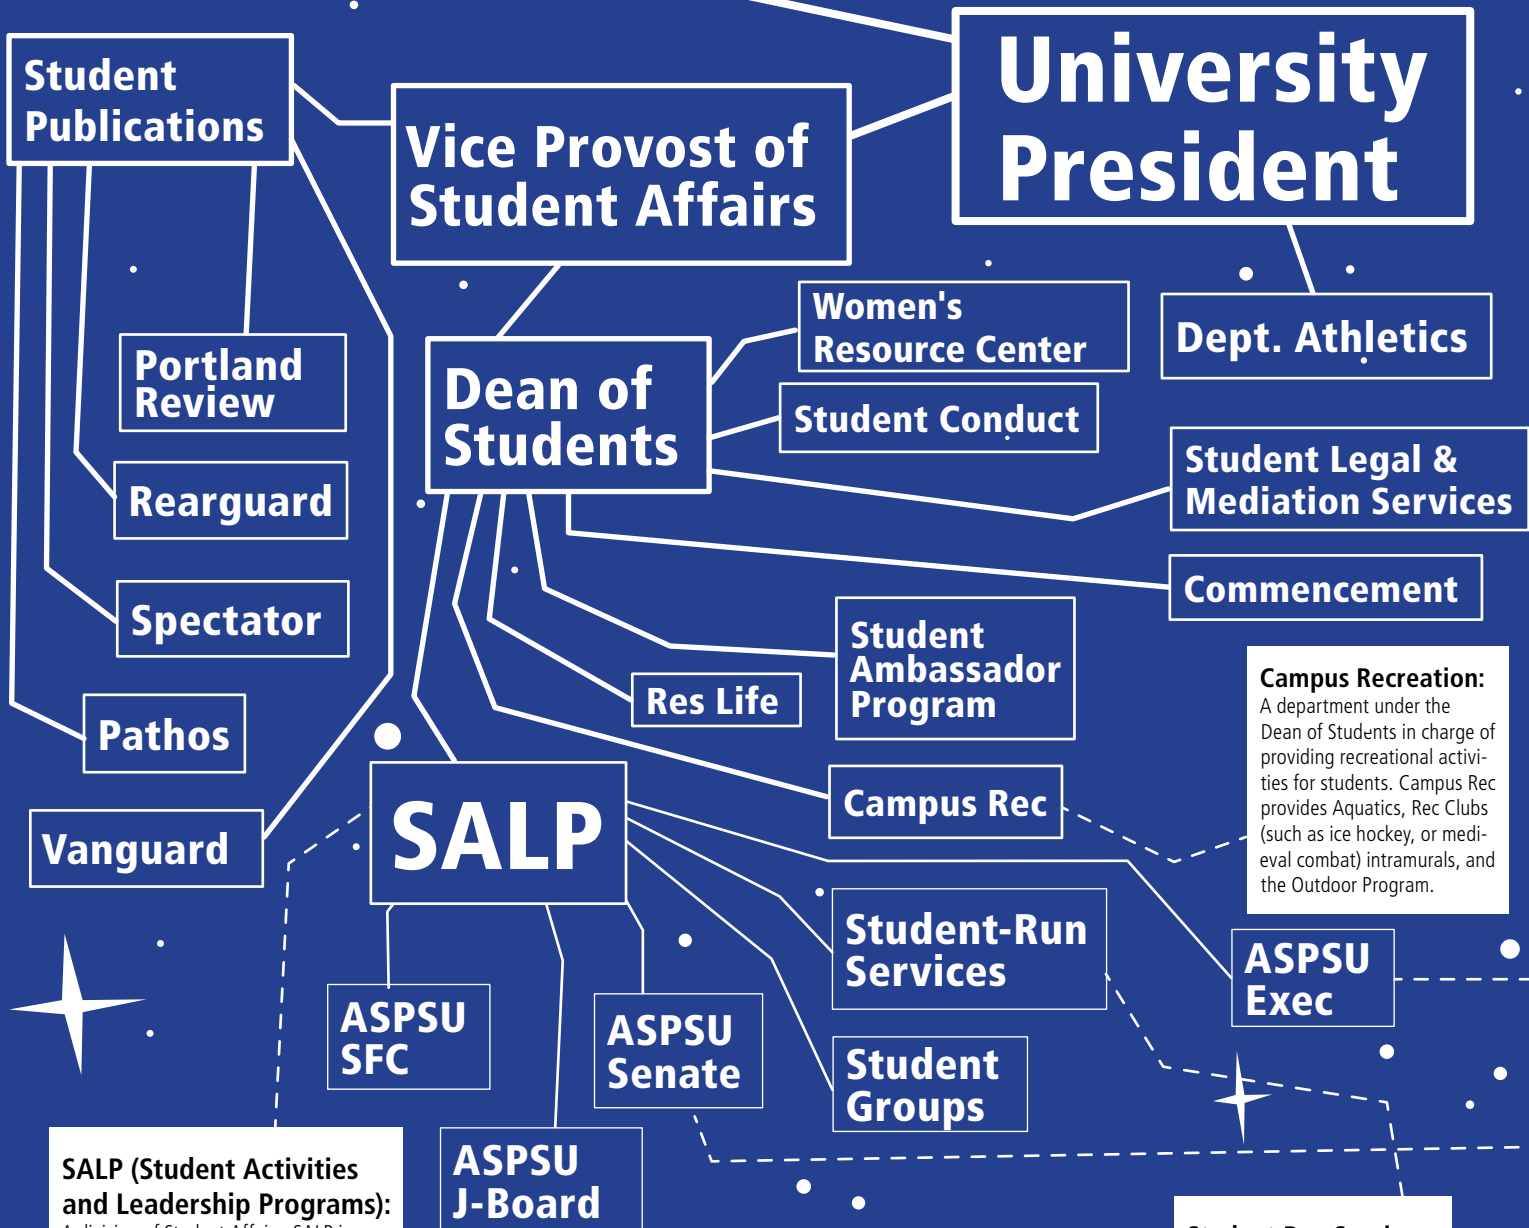 Student
Publications
Vice Provost of
Student Affairs
University
President
Portland
Review
Rearguard
Spectator
Pathos
Vanguard
Dean of
Students
Women's
Resource Center
Student Conduct
Dept. Athletics
Student Legal &
Mediation Services
Commencement
Student
Ambassador
Program
Res Life
Campus Rec
Campus Recreation:
A department under the
Dean of Students in charge of
providing recreational activi-
ties for students. Campus Rec
provides Aquatics, Rec Clubs
(such as ice hockey, or medi-
eval combat) intramurals, and
the Outdoor Program.
SALP
Student-Run
Services
ASPSU
Exec
ASPSU
SFC
ASPSU
Senate
Student
Groups
ASPSU
J-Board
SALP (Student Activities
and Leadership Programs):